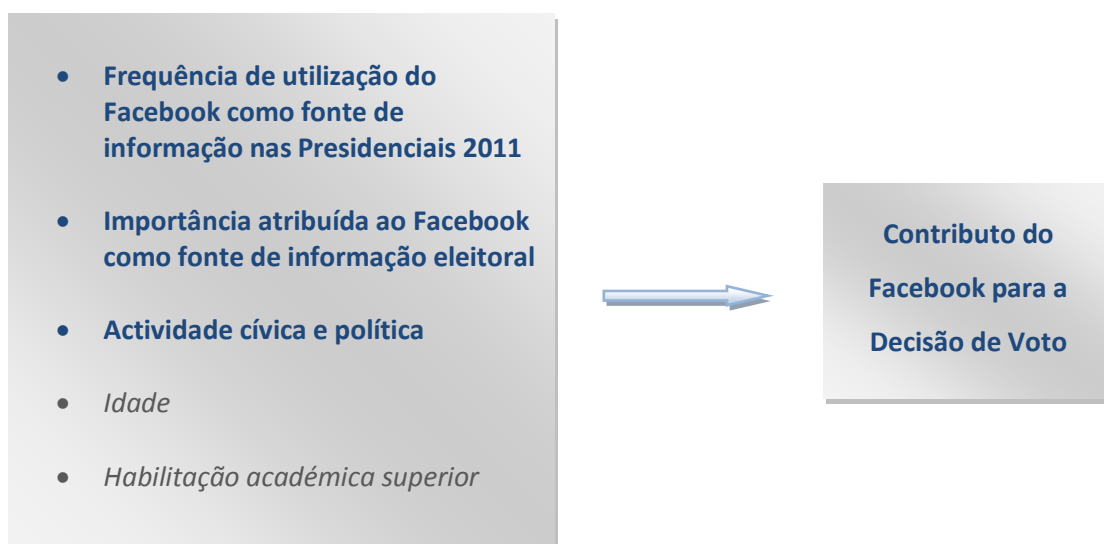 • Frequência de utilização do
Facebook como fonte de
informação nas Presidenciais 2011
• Importância atribuída ao Facebook
como fonte de informação eleitoral
• Actividade cívica e política
• Idade
• Habilitação académica superior
Contributo do
Facebook para a
Decisão de Voto